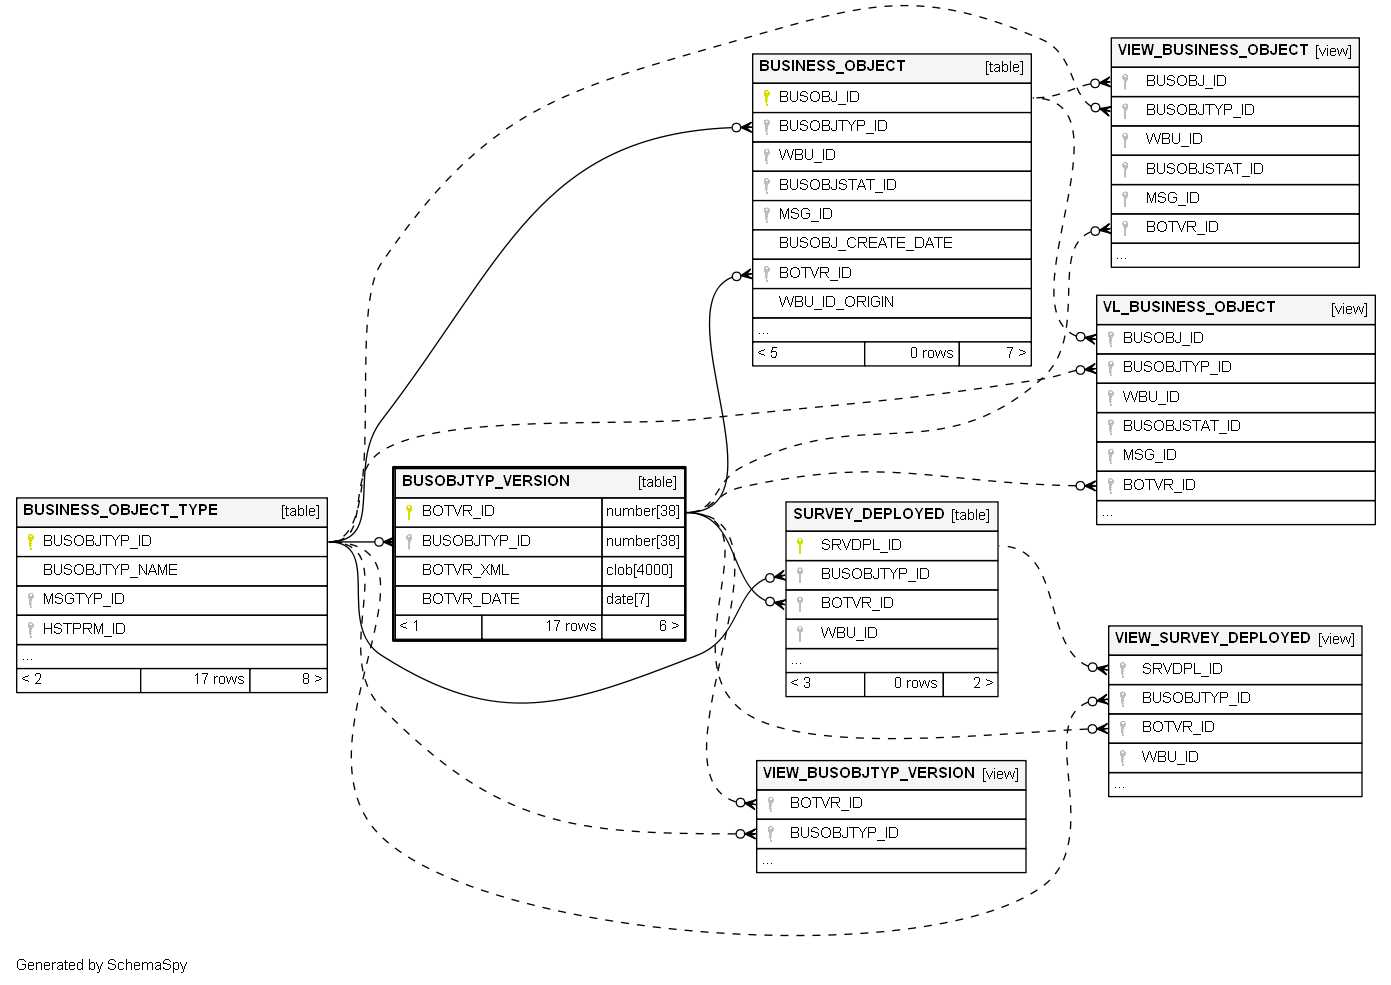 BUSINESS_OBJECT_TYPE [table]
BUSOBJTYP_ID
BUSOBJTYP_NAME
MSGTYP_ID
HSTPRM_ID
...
< 2 17 rows 8 >
BUSOBJTYP_VERSION [table]
BOTVR_ID number[38]
BUSOBJTYP_ID number[38]
BOTVR_XML clob[4000]
BOTVR_DATE date[7]
< 1 17 rows 6 >
BUSINESS_OBJECT [table]
BUSOBJ_ID
BUSOBJTYP_ID
WBU_ID
BUSOBJSTAT_ID
MSG_ID
BUSOBJ_CREATE_DATE
BOTVR_ID
WBU_ID_ORIGIN
...
< 5 0 rows 7 >
SURVEY_DEPLOYED [table]
SRVDPL_ID
BUSOBJTYP_ID
BOTVR_ID
WBU_ID
...
< 3 0 rows 2 >
VIEW_BUSOBJTYP_VERSION [view]
BOTVR_ID
BUSOBJTYP_ID
...
VIEW_BUSINESS_OBJECT [view]
BUSOBJ_ID
BUSOBJTYP_ID
WBU_ID
BUSOBJSTAT_ID
MSG_ID
BOTVR_ID
...
VL_BUSINESS_OBJECT [view]
BUSOBJ_ID
BUSOBJTYP_ID
WBU_ID
BUSOBJSTAT_ID
MSG_ID
BOTVR_ID
...
VIEW_SURVEY_DEPLOYED [view]
SRVDPL_ID
BUSOBJTYP_ID
BOTVR_ID
WBU_ID
...
Generated by SchemaSpy